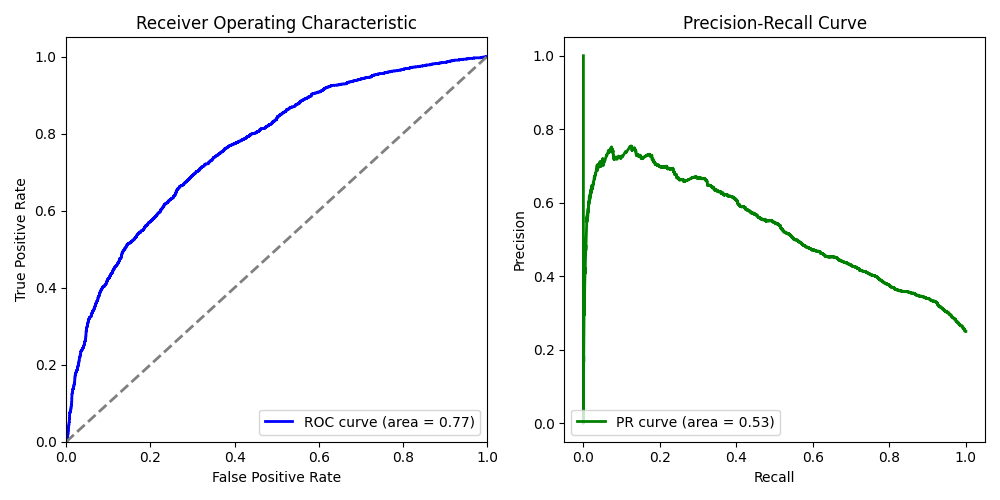 Receiver Operating Characteristic
True Positive Rate
1.0
0.8
0.6
0.4
0.2
0.0
0.0 0.2 0.4 0.6 0.8 1.0
False Positive Rate
ROC curve (area = 0.77)
Precision-Recall Curve
Precision
1.0
0.8
0.6
0.4
0.2
0.0
0.0 0.2 0.4 0.6 0.8 1.0
Recall
PR curve (area = 0.53)